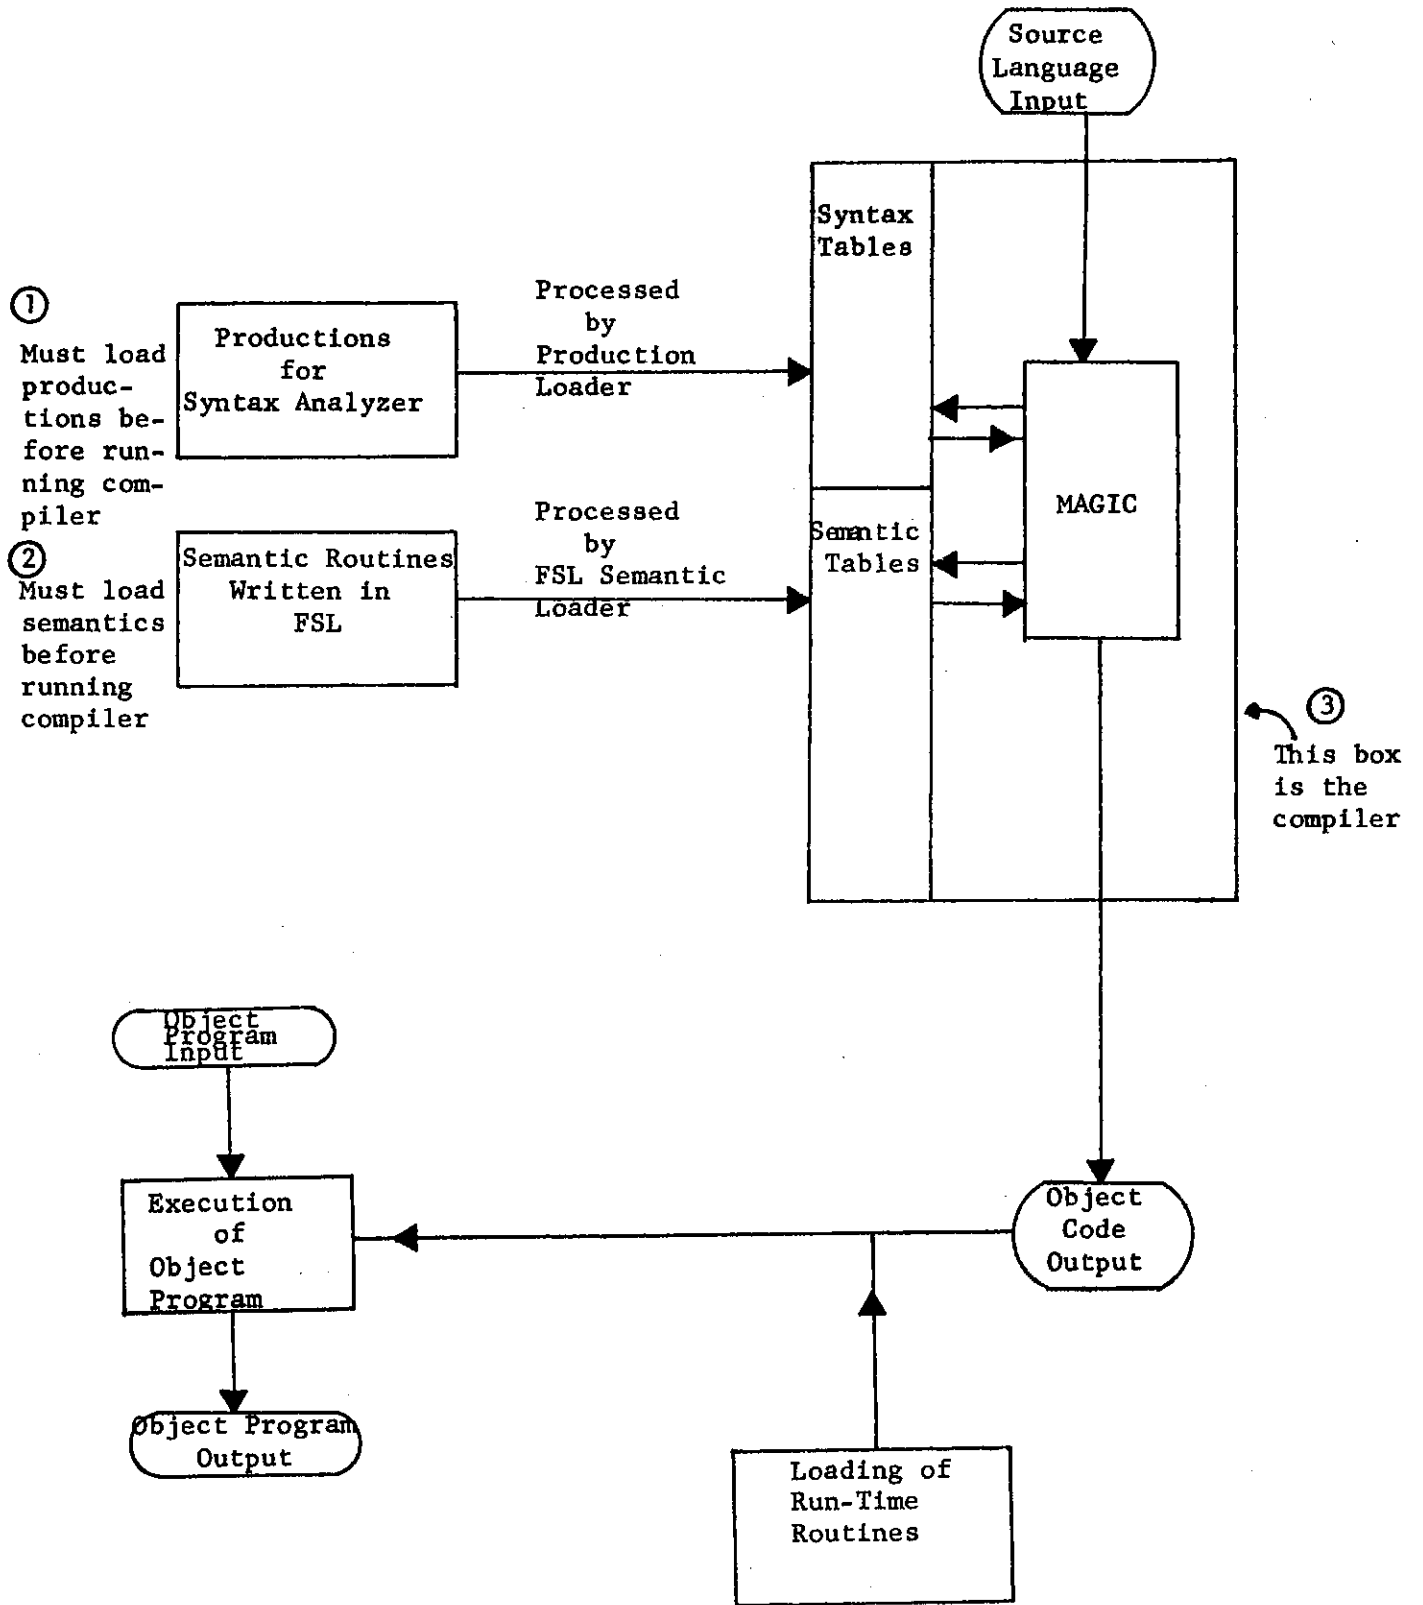 Source
Language
Input
Syntax
Tables
①
Must load
produc-
tions be-
fore run-
ning com-
piler
Productions
for
Syntax Analyzer
Processed
by
Production
Loader
MAGIC
②
Must load
semantics
before
running
compiler
Semantic Routines
Written in
FSL
Processed
by
FSL Semantic
Loader
Semantic
Tables
③
This box
is the
compiler
Object
Program
Input
Execution
of
Object
Program
Object
Code
Output
Object Program
Output
Loading of
Run-Time
Routines